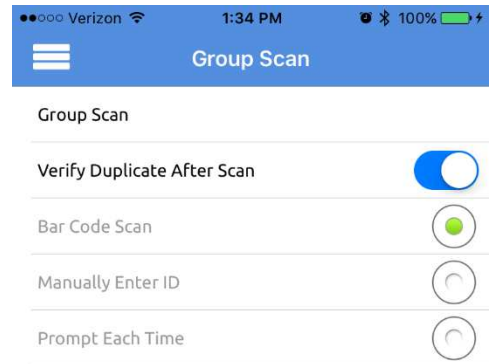 Verizon 1:34 PM 100%
Group Scan
Group Scan
Verify Duplicate After Scan
Bar Code Scan
Manually Enter ID
Prompt Each Time